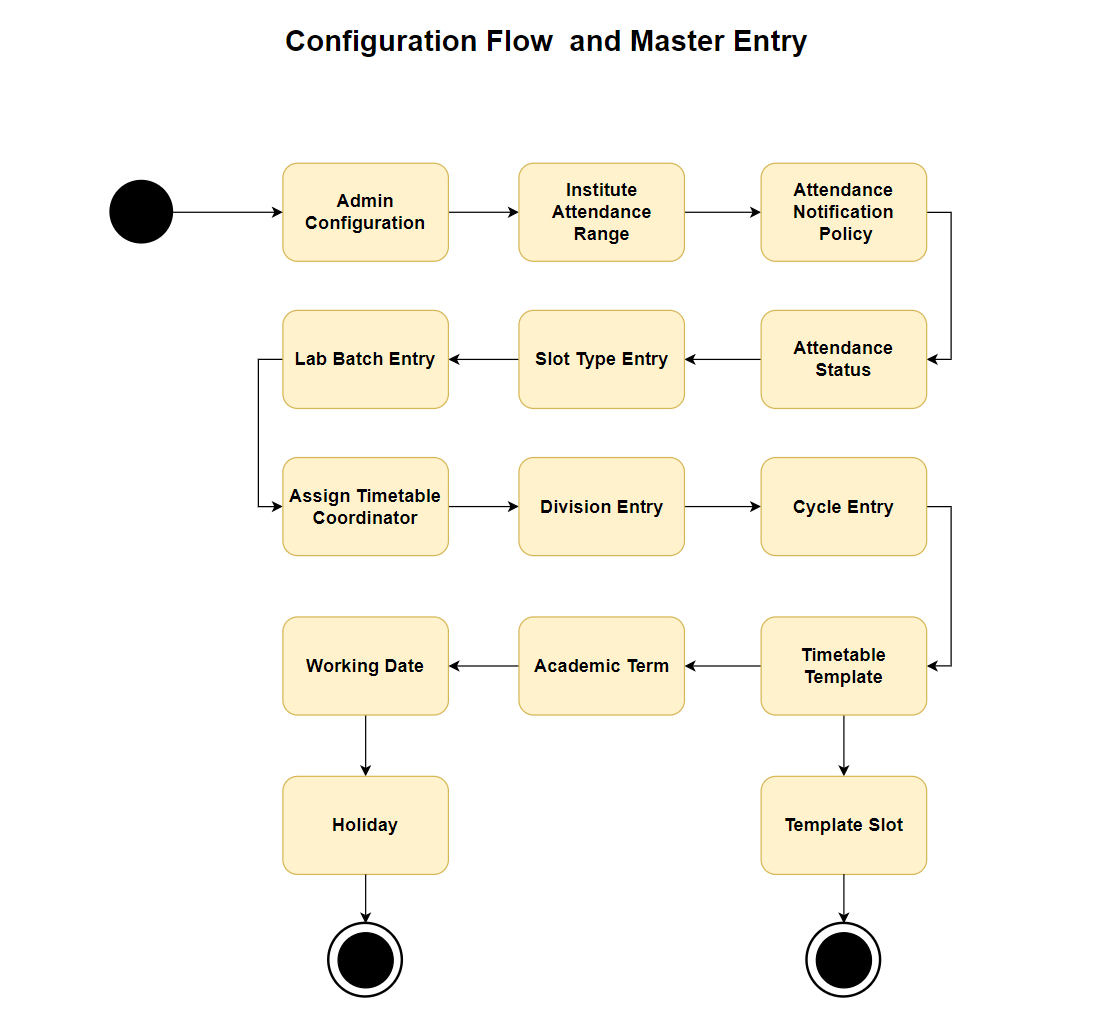 Configuration Flow  and Master Entry
Admin
Configuration
Institute
Attendance
Range
Attendance
Notification
Policy
Lab Batch Entry
Slot Type Entry
Attendance
Status
Assign Timetable
Coordinator
Division Entry
Cycle Entry
Working Date
Academic Term
Timetable
Template
Holiday
Template Slot